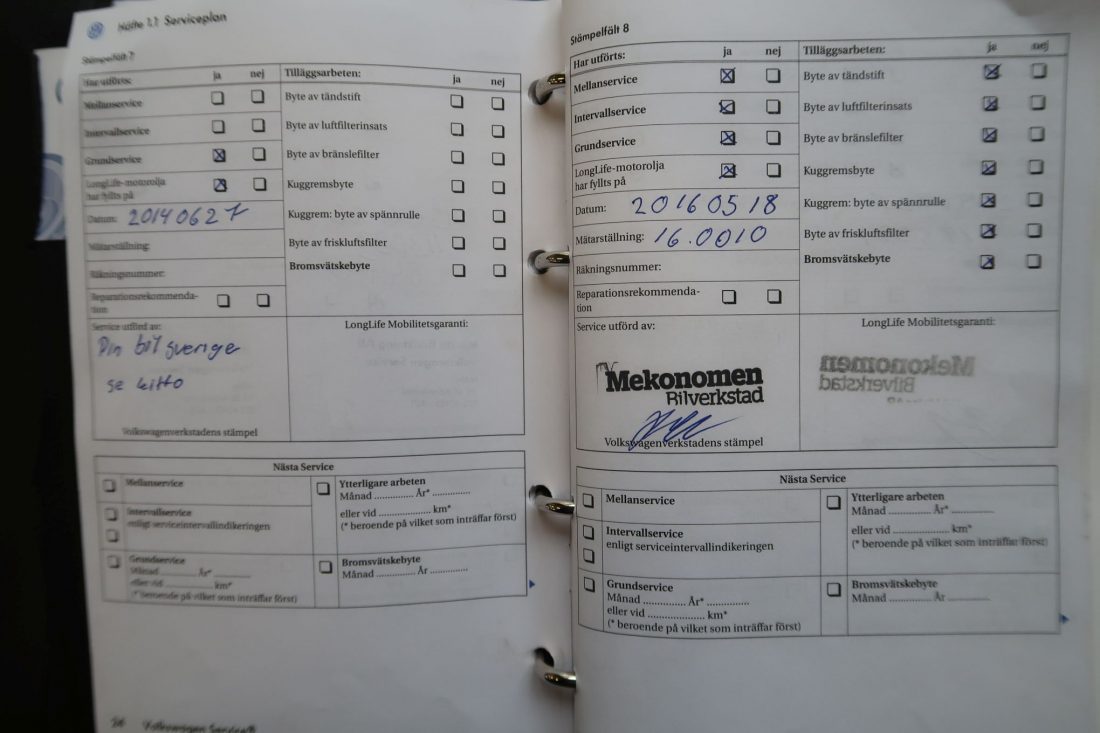 Häfte 1.1 Serviceplan
Stämpelfält 7
Har utförts: ja nej
Mellanservice
Intervallservice
Grundservice
LongLife-motorolja
har fyllts på
Datum: 20140627
Mätarställning:
Räkningsnummer:
Reparationsrekommenda-
tion
Tilläggsarbeten: ja nej
Byte av tändstift
Byte av luftfilterinsats
Byte av bränslefilter
Kuggremsbyte
Kuggrem: byte av spännrulle
Byte av friskluftsfilter
Bromsvätskebyte
Service utförd av:
Din bil sverige
se
Volkswagenverkstadens stämpel
LongLife Mobilitetsgaranti:
Nästa Service
Mellanservice
Intervallservice
enligt serviceintervallindikeringen
Grundservice
Månad .............. År* ..............
eller vid .................... km*
(* beroende på vilket som inträffar först)
Ytterligare arbeten
Månad .............. År* ..............
eller vid .................... km*
(* beroende på vilket som inträffar först)
Bromsvätskebyte
Månad .............. År ..............
Volkswagen Service®
Stämpelfält 8
Har utförts: ja nej
Mellanservice
Intervallservice
Grundservice
LongLife-motorolja
har fyllts på
Datum: 20160518
Mätarställning: 16.0010
Räkningsnummer:
Reparationsrekommenda-
tion
Tilläggsarbeten: ja nej
Byte av tändstift
Byte av luftfilterinsats
Byte av bränslefilter
Kuggremsbyte
Kuggrem: byte av spännrulle
Byte av friskluftsfilter
Bromsvätskebyte
Service utförd av:
Mekonomen
Bilverkstad
Volkswagenverkstadens stämpel
LongLife Mobilitetsgaranti:
Mekonomen
Bilverkstad
Nästa Service
Mellanservice
Intervallservice
enligt serviceintervallindikeringen
Grundservice
Månad .............. År* ..............
eller vid .................... km*
(* beroende på vilket som inträffar först)
Ytterligare arbeten
Månad .............. År* ..............
eller vid .................... km*
(* beroende på vilket som inträffar först)
Bromsvätskebyte
Månad .............. År ..............